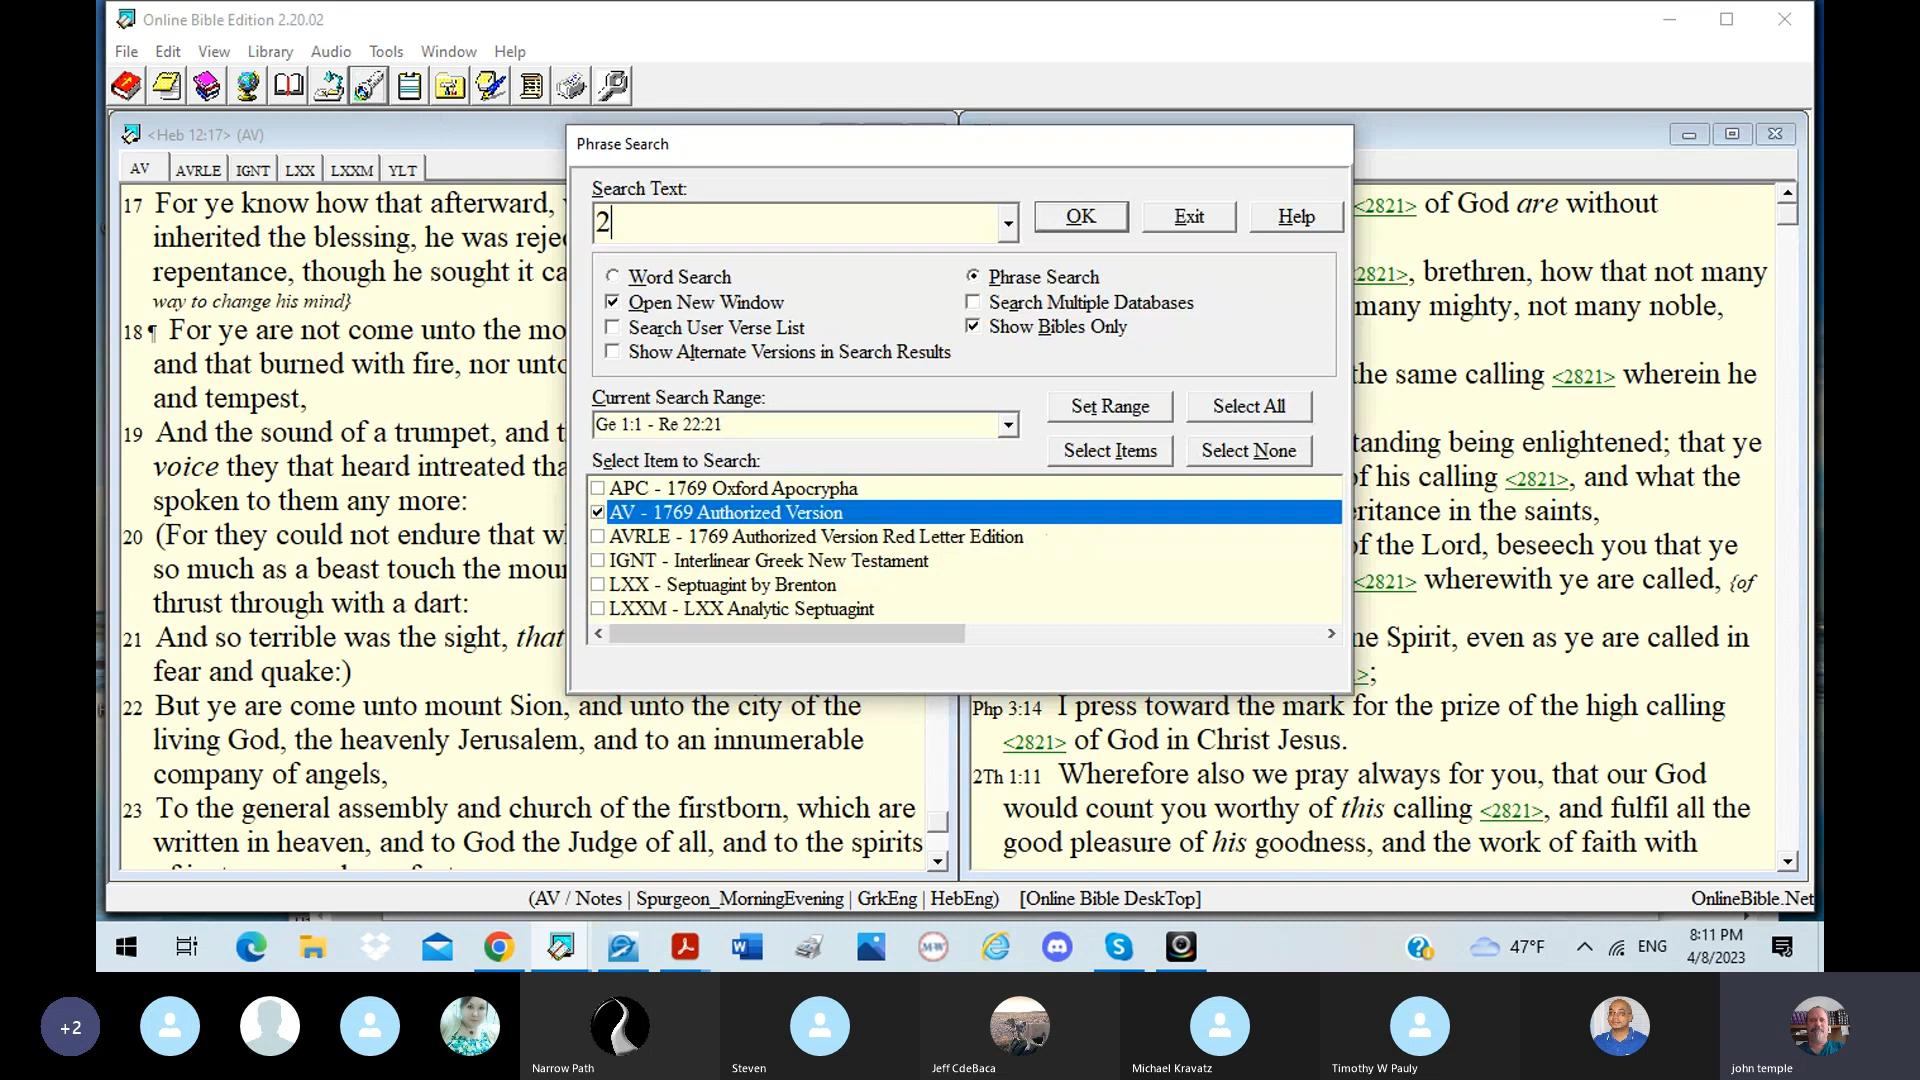 Online Bible Edition 2.20.02
File Edit View Library Audio Tools Window Help
<Heb 12:17> (AV)
AV AVRLE IGNT LXX LXXM YLT
17 For ye know how that afterward,
inherited the blessing, he was
repentance, though he sought it
way to change his mind}
18 ¶ For ye are not come unto the
and that burned with fire, nor
and tempest,
19 And the sound of a trumpet, and
voice they that heard intreated
spoken to them any more:
20 (For they could not endure that
so much as a beast touch the
thrust through with a dart:
21 And so terrible was the sight, that
fear and quake:)
22 But ye are come unto mount Sion, and unto the city of the
living God, the heavenly Jerusalem, and to an innumerable
company of angels,
23 To the general assembly and church of the firstborn, which are
written in heaven, and to God the Judge of all, and to the spirits
Phrase Search
Search Text:
2
OK Exit Help
Word Search Phrase Search
Open New Window Search Multiple Databases
Search User Verse List Show Bibles Only
Show Alternate Versions in Search Results
Current Search Range:
Ge 1:1 - Re 22:21
Set Range Select All
Select Items Select None
Select Item to Search:
APC - 1769 Oxford Apocrypha
AV - 1769 Authorized Version
AVRLE - 1769 Authorized Version Red Letter Edition
IGNT - Interlinear Greek New Testament
LXX - Septuagint by Brenton
LXXM - LXX Analytic Septuagint
<2821> of God are without
<2821>, brethren, how that not many
many mighty, not many noble,
the same calling <2821> wherein he
being enlightened; that ye
of his calling <2821>, and what the
in the saints,
of the Lord, beseech you that ye
<2821> wherewith ye are called, {of
Spirit, even as ye are called in
>;
Php 3:14 I press toward the mark for the prize of the high calling
<2821> of God in Christ Jesus.
2Th 1:11 Wherefore also we pray always for you, that our God
would count you worthy of this calling <2821>, and fulfil all the
good pleasure of his goodness, and the work of faith with
(AV / Notes | Spurgeon_MorningEvening | GrkEng | HebEng) [Online Bible DeskTop] OnlineBible.Net
47°F ENG
8:11 PM
4/8/2023
+2
Narrow Path
Steven
Jeff CdeBaca
Michael Kravatz
Timothy W Pauly
john temple